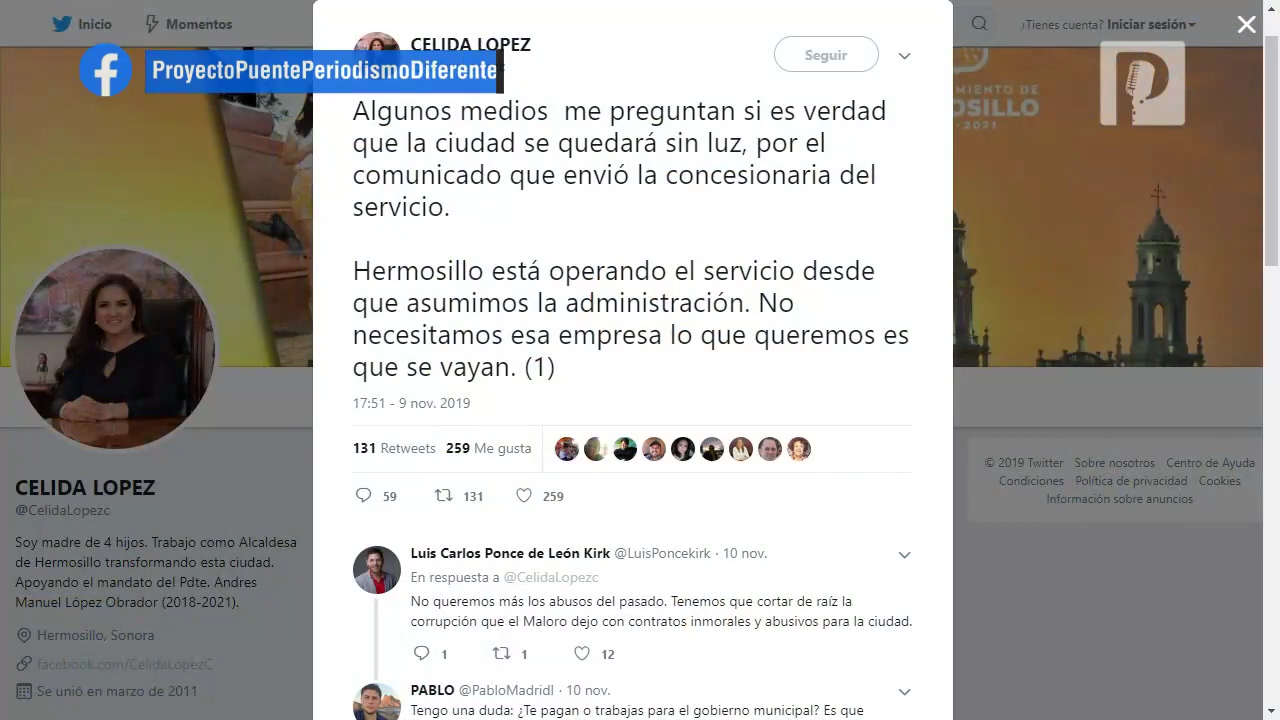 Inicio
Momentos
¿Tienes cuenta? Iniciar sesión
CELIDA LOPEZ
Seguir
ProyectoPuentePeriodismoDiferente
Algunos medios  me preguntan si es verdad
que la ciudad se quedará sin luz, por el
comunicado que envió la concesionaria del
servicio.
Hermosillo está operando el servicio desde
que asumimos la administración. No
necesitamos esa empresa lo que queremos es
que se vayan. (1)
17:51 - 9 nov. 2019
131 Retweets 259 Me gusta
59 131 259
Luis Carlos Ponce de León Kirk @LuisPoncekirk · 10 nov.
En respuesta a @CelidaLopezc
No queremos más los abusos del pasado. Tenemos que cortar de raíz la
corrupción que el Maloro dejo con contratos inmorales y abusivos para la ciudad.
1 1 12
PABLO @PabloMadridl · 10 nov.
Tengo una duda: ¿Te pagan o trabajas para el gobierno municipal? Es que
CELIDA LOPEZ
@CelidaLopezc
Soy madre de 4 hijos. Trabajo como Alcaldesa
de Hermosillo transformando esta ciudad.
Apoyando el mandato del Pdte. Andres
Manuel López Obrador (2018-2021).
Hermosillo, Sonora
facebook.com/CelidaLopezC
Se unió en marzo de 2011
© 2019 Twitter Sobre nosotros Centro de Ayuda
Condiciones Política de privacidad Cookies
Información sobre anuncios